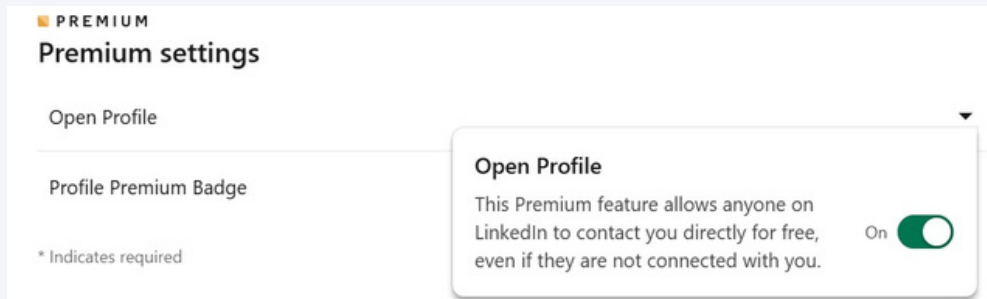 PREMIUM
Premium settings
Open Profile
Profile Premium Badge
* Indicates required
Open Profile
This Premium feature allows anyone on
LinkedIn to contact you directly for free,
even if they are not connected with you.
On